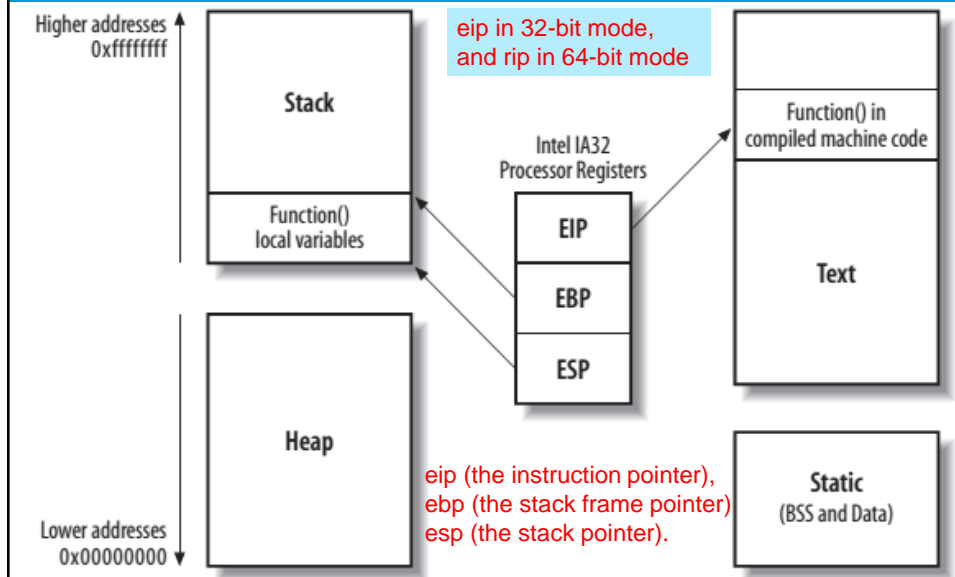 Higher addresses
0xffffffff
eip in 32-bit mode,
and rip in 64-bit mode
Stack
Function()
local variables
Intel IA32
Processor Registers
EIP
EBP
ESP
Function() in
compiled machine code
Text
Heap
eip (the instruction pointer),
ebp (the stack frame pointer)
esp (the stack pointer).
Static
(BSS and Data)
Lower addresses
0x00000000